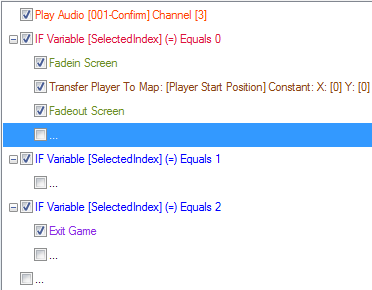 Play Audio [001-Confirm] Channel [3]
IF Variable [SelectedIndex] (=) Equals 0
Fadein Screen
Transfer Player To Map: [Player Start Position] Constant: X: [0] Y: [0]
Fadeout Screen
...
IF Variable [SelectedIndex] (=) Equals 1
...
IF Variable [SelectedIndex] (=) Equals 2
Exit Game
...
...